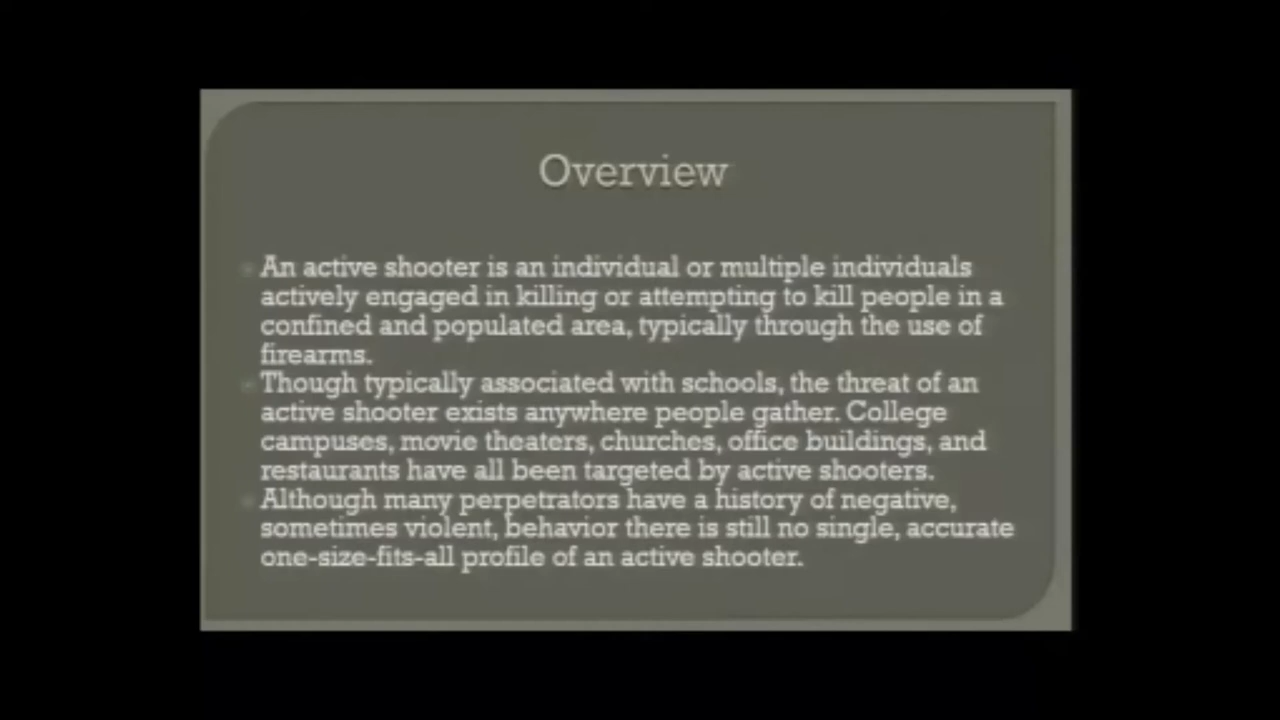 Overview
An active shooter is an individual or multiple individuals
actively engaged in killing or attempting to kill people in a
confined and populated area, typically through the use of
firearms.
Though typically associated with schools, the threat of an
active shooter exists anywhere people gather. College
campuses, movie theaters, churches, office buildings, and
restaurants have all been targeted by active shooters.
Although many perpetrators have a history of negative,
sometimes violent, behavior there is still no single, accurate
one-size-fits-all profile of an active shooter.